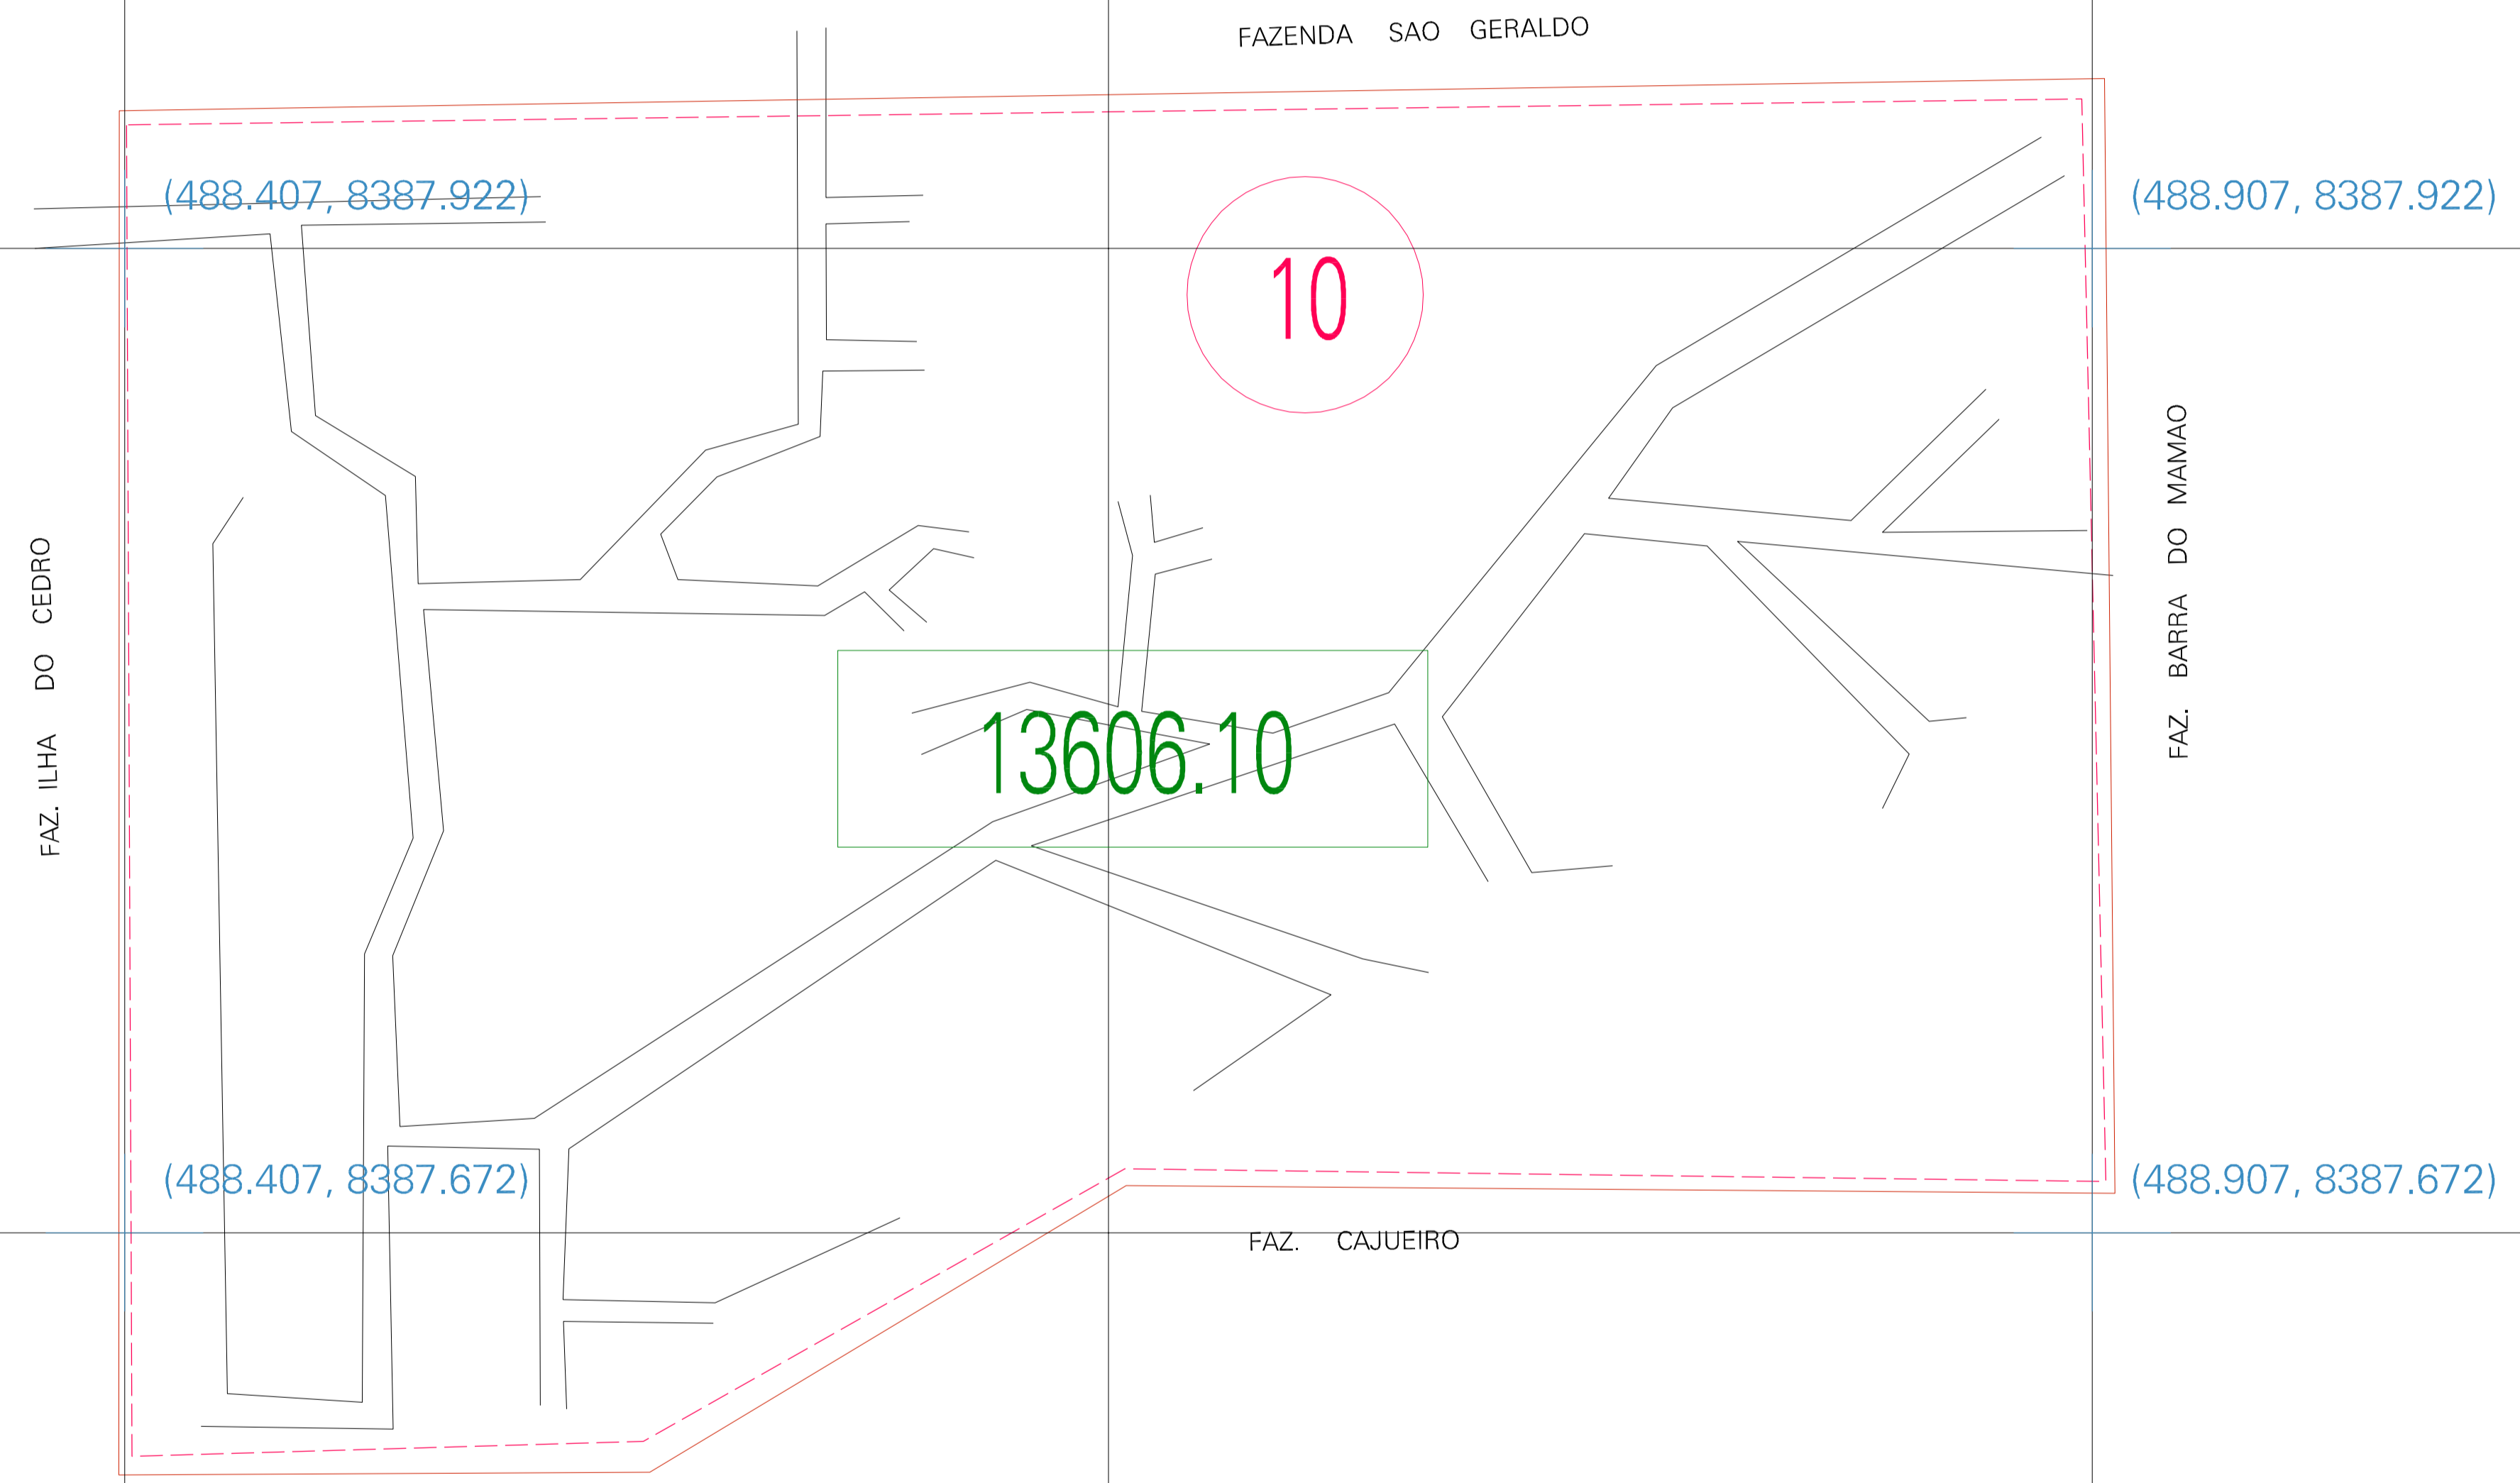 FAZENDA SAO GERALDO
(488.407, 8387.922)
(488.907, 8387.922)
10
FAZ. ILHA DO CEDRO
FAZ. BARRA DO MAMAO
13606.10
(488.407, 8387.672)
(488.907, 8387.672)
FAZ. CAJUEIRO